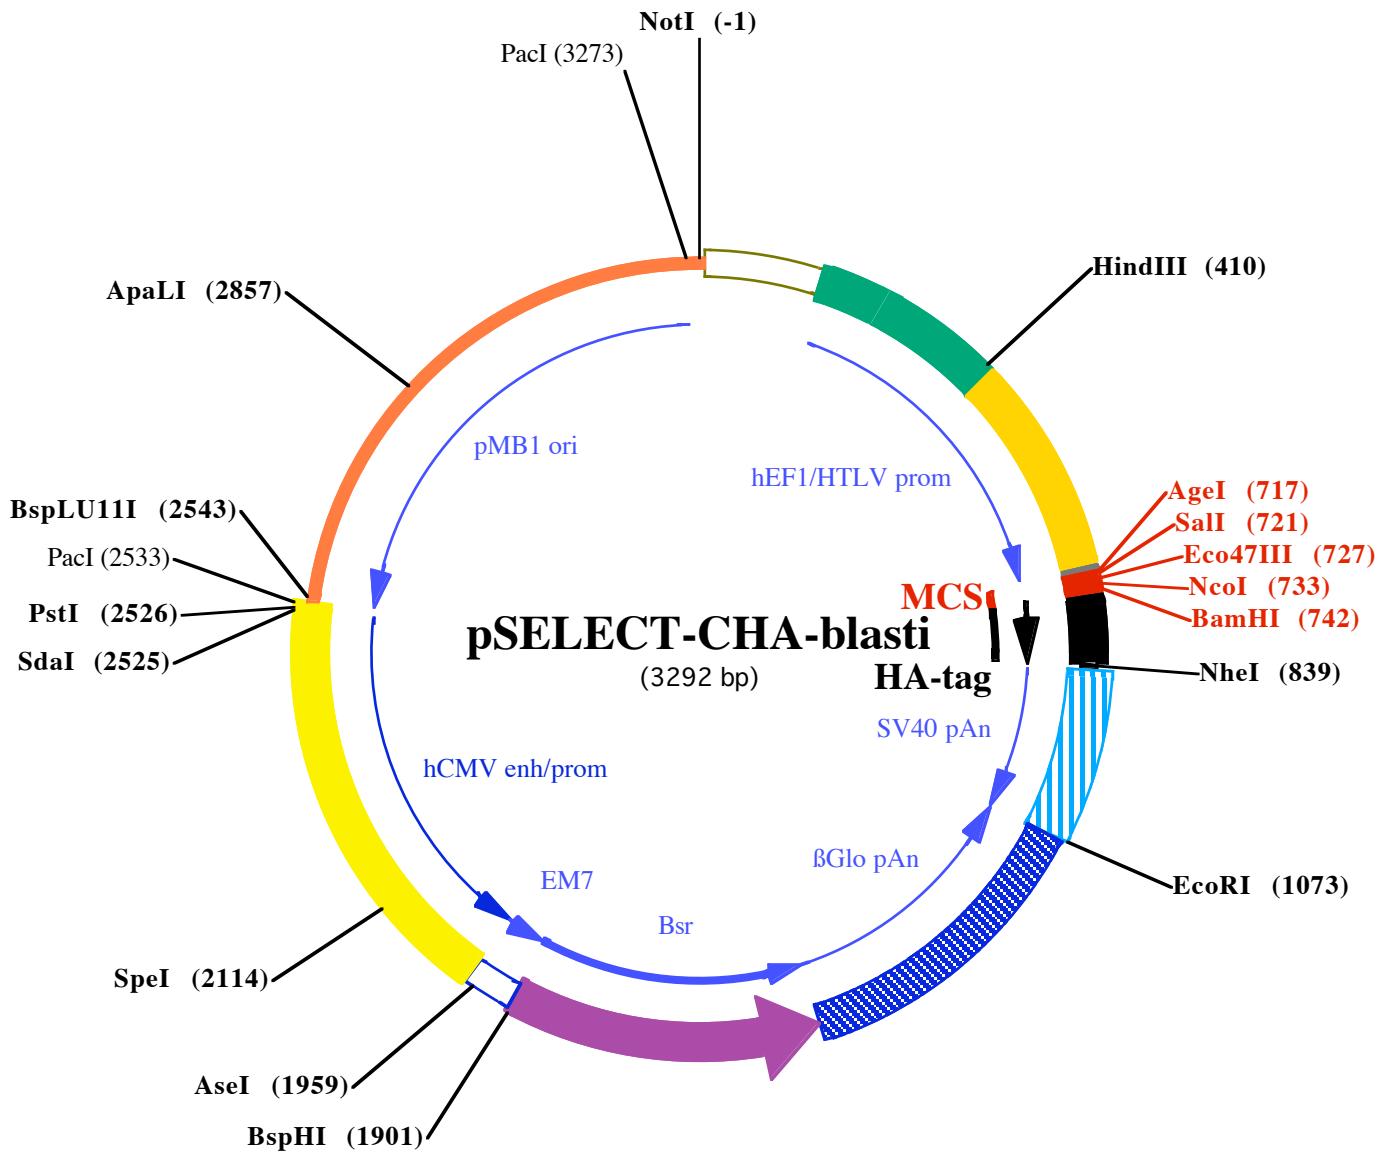 NotI (-1)
PacI (3273)
HindIII (410)
ApaLI (2857)
pMB1 ori
hEF1/HTLV prom
AgeI (717)
SalI (721)
Eco47III (727)
NcoI (733)
BamHI (742)
BspLU11I (2543)
PacI (2533)
PstI (2526)
SdaI (2525)
MCS
pSELECT-CHA-blasti
(3292 bp)
HA-tag
NheI (839)
SV40 pAn
hCMV enh/prom
ßGlo pAn
EM7
EcoRI (1073)
Bsr
SpeI (2114)
AseI (1959)
BspHI (1901)